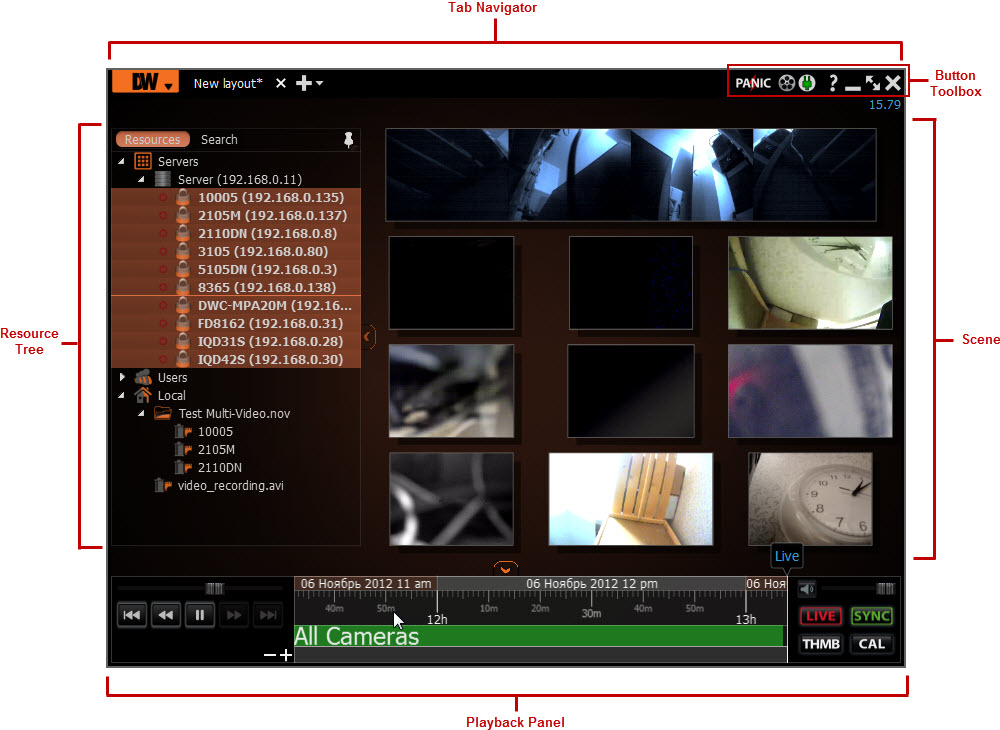 Tab Navigator
DW
New layout*
PANIC
?
Button
Toolbox
15.79
Resources
Search
Servers
Server (192.168.0.11)
10005 (192.168.0.135)
2105M (192.168.0.137)
2110DN (192.168.0.8)
3105 (192.168.0.80)
5105DN (192.168.0.3)
8365 (192.168.0.138)
DWC-MPA20M (192.16...
FD8162 (192.168.0.31)
IQD31S (192.168.0.28)
IQD42S (192.168.0.30)
Users
Local
Test Multi-Video.nov
10005
2105M
2110DN
video_recording.avi
Resource
Tree
Scene
Live
06 Ноябрь 2012 11 am
06 Ноябрь 2012 12 pm
06 Ноя
40m 50m 10m 20m 30m 40m 50m
12h 13h
All Cameras
LIVE SYNC
THMB CAL
Playback Panel